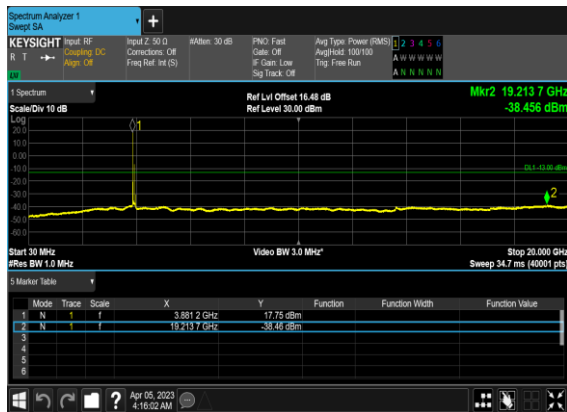 Spectrum Analyzer 1
Swept SA
+
KEYSIGHT Input: RF Input Z: 50 Ω #Atten: 30 dB PNO: Fast Avg Type: Power (RMS) 1 2 3 4 5 6
R T Coupling: DC Corrections: Off Gate: Off Avg|Hold: 100/100 A W W W W W
Align: Off Freq Ref: Int (S) IF Gain: Low Trig: Free Run
Sig Track: Off A N N N N N
1 Spectrum
Ref Lvl Offset 16.48 dB Mkr2 19.213 7 GHz
Scale/Div 10 dB Ref Level 30.00 dBm -38.456 dBm
Log
20.0
10.0
0.00
-10.0
-20.0
-30.0
-40.0
-50.0
-60.0
1
DL1 -13.00 dBm
2
Start 30 MHz Video BW 3.0 MHz* Stop 20.000 GHz
#Res BW 1.0 MHz Sweep 34.7 ms (40001 pts)
5 Marker Table
Mode Trace Scale X Y Function Function Width Function Value
1 N 1 f 3.881 2 GHz 17.75 dBm
2 N 1 f 19.213 7 GHz -38.46 dBm
3
4
5
6
? Apr 05, 2023
4:16:02 AM